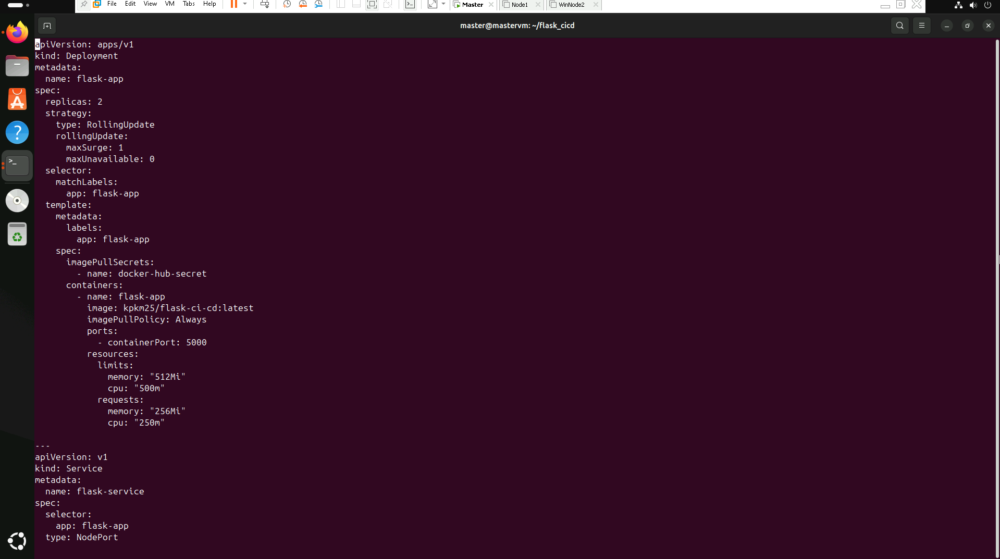 File Edit View VM Tabs Help Master Node1 WinNode2
master@mastervm: ~/flask_cicd
apiVersion: apps/v1
kind: Deployment
metadata:
  name: flask-app
spec:
  replicas: 2
  strategy:
    type: RollingUpdate
    rollingUpdate:
      maxSurge: 1
      maxUnavailable: 0
  selector:
    matchLabels:
      app: flask-app
  template:
    metadata:
      labels:
        app: flask-app
    spec:
      imagePullSecrets:
        - name: docker-hub-secret
      containers:
        - name: flask-app
          image: kpkm25/flask-ci-cd:latest
          imagePullPolicy: Always
          ports:
            - containerPort: 5000
          resources:
            limits:
              memory: "512Mi"
              cpu: "500m"
            requests:
              memory: "256Mi"
              cpu: "250m"
---
apiVersion: v1
kind: Service
metadata:
  name: flask-service
spec:
  selector:
    app: flask-app
  type: NodePort